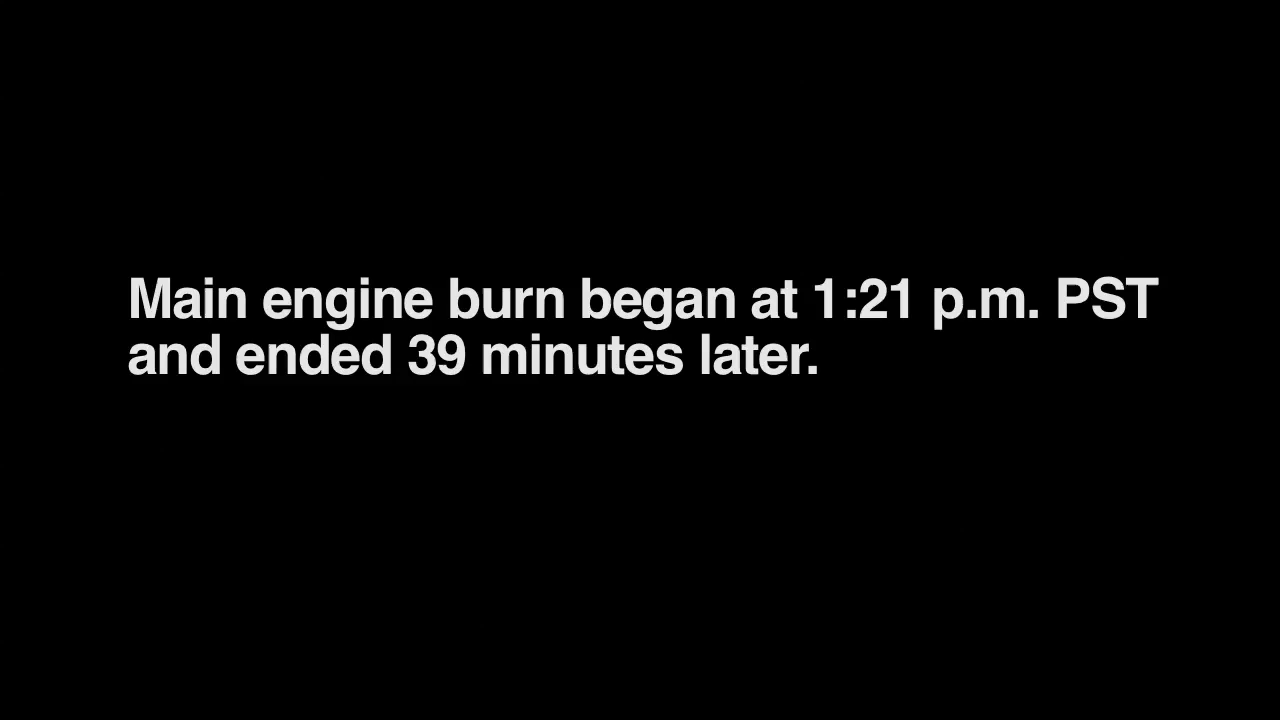 Main engine burn began at 1:21 p.m. PST
and ended 39 minutes later.